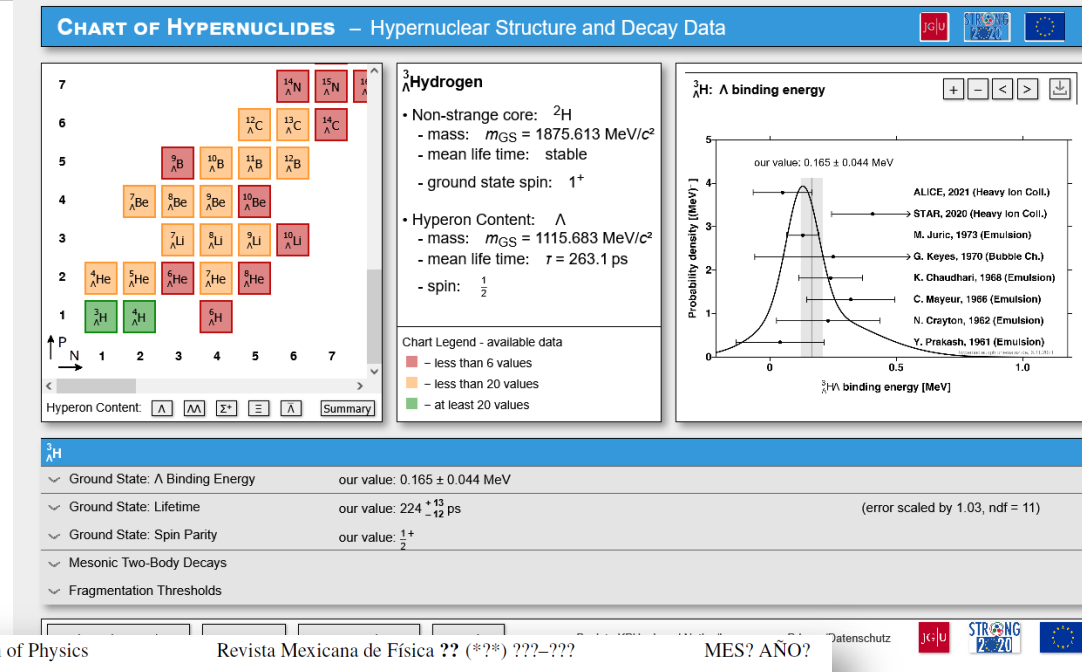 CHART OF HYPERNUCLIDES – Hypernuclear Structure and Decay Data
JG|U
STRONG 2020
7
14ΛN 15ΛN 1
6
12ΛC 13ΛC 14ΛC
5
9ΛB 10ΛB 11ΛB 12ΛB
4
7ΛBe 8ΛBe 9ΛBe 10ΛBe
3
7ΛLi 8ΛLi 9ΛLi 10ΛLi
2
4ΛHe 5ΛHe 6ΛHe 7ΛHe 8ΛHe
1
3ΛH 4ΛH 6ΛH
P
N 1 2 3 4 5 6 7
Hyperon Content: Λ ΛΛ Σ⁺ Ξ Λ̅ Summary
3ΛHydrogen
• Non-strange core: ²H
- mass: mGS = 1875.613 MeV/c²
- mean life time: stable
- ground state spin: 1⁺
• Hyperon Content: Λ
- mass: mGS = 1115.683 MeV/c²
- mean life time: τ = 263.1 ps
- spin: 1/2
Chart Legend - available data
– less than 6 values
– less than 20 values
– at least 20 values
3ΛH: Λ binding energy
+ – < >
our value: 0.165 ± 0.044 MeV
ALICE, 2021 (Heavy Ion Coll.)
STAR, 2020 (Heavy Ion Coll.)
M. Juric, 1973 (Emulsion)
G. Keyes, 1970 (Bubble Ch.)
K. Chaudhari, 1968 (Emulsion)
C. Mayeur, 1966 (Emulsion)
N. Crayton, 1962 (Emulsion)
Y. Prakash, 1961 (Emulsion)
Probability density [(MeV)⁻]
5
4
3
2
1
0
0 0.5 1.0
3ΛHΛ binding energy [MeV]
3ΛH
Ground State: Λ Binding Energy our value: 0.165 ± 0.044 MeV
Ground State: Lifetime our value: 224 +13 −12 ps (error scaled by 1.03, ndf = 11)
Ground State: Spin Parity our value: 1/2 +
Mesonic Two-Body Decays
Fragmentation Thresholds
Datenschutz
JG|U
STRONG 2020
of Physics Revista Mexicana de Física ?? (*?*) ???–??? MES? AÑO?